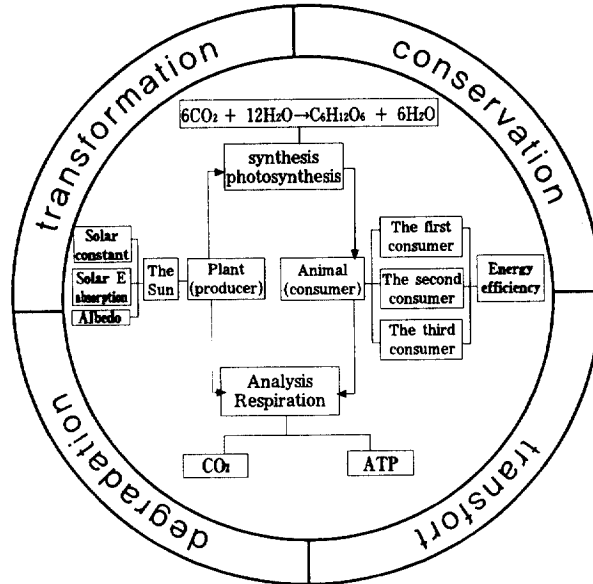 transformation
conservation
6CO₂ + 12H₂O→C₆H₁₂O₆ + 6H₂O
synthesis
photosynthesis
Solar
constant
Solar E
absorption
Albedo
The
Sun
Plant
(producer)
Animal
(consumer)
The first
consumer
The second
consumer
The third
consumer
Energy
efficiency
Analysis
Respiration
CO₂
ATP
degradation
transfort